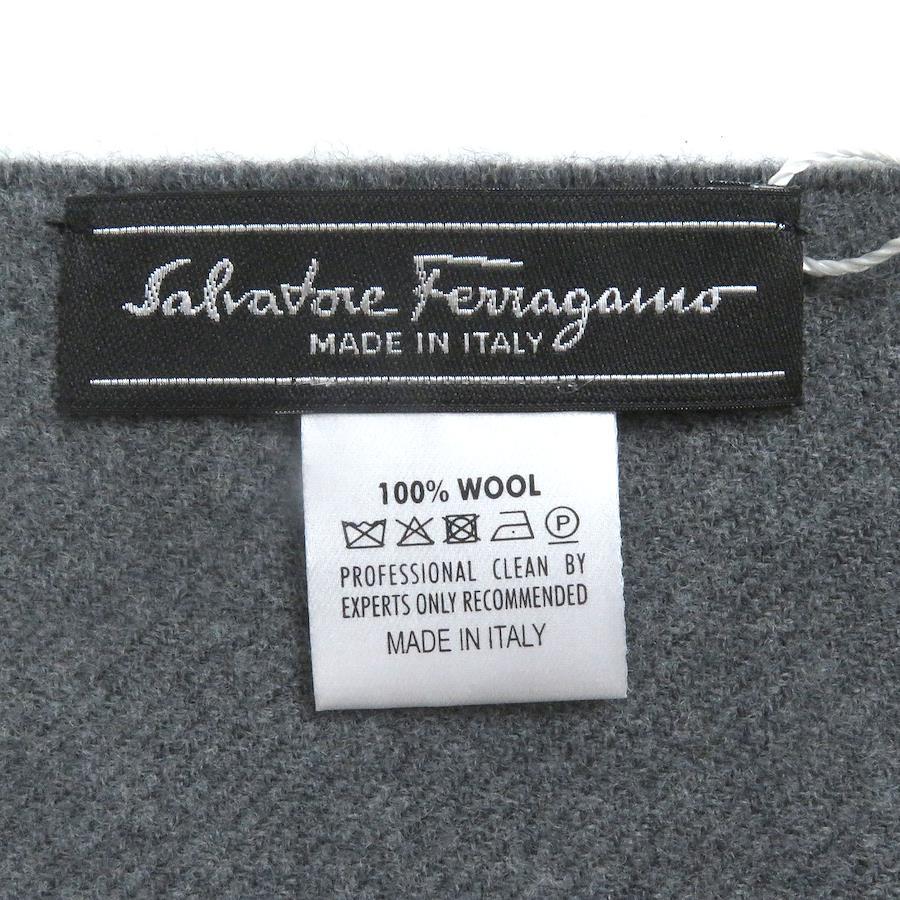 Salvatore Ferragamo
MADE IN ITALY
100% WOOL
P
PROFESSIONAL CLEAN BY
EXPERTS ONLY RECOMMENDED
MADE IN ITALY